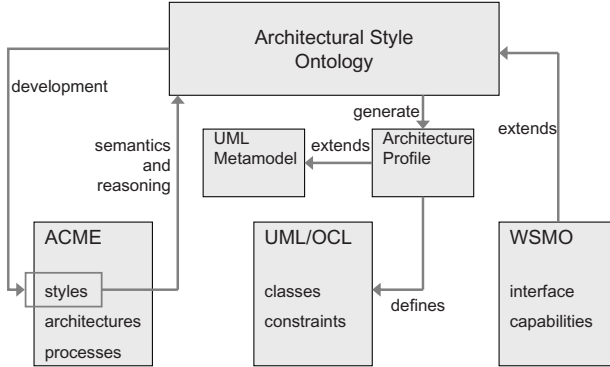 Architectural Style
Ontology
development
generate
extends
semantics
and
reasoning
UML
Metamodel
extends
Architecture
Profile
ACME
styles
architectures
processes
UML/OCL
classes
constraints
defines
WSMO
interface
capabilities